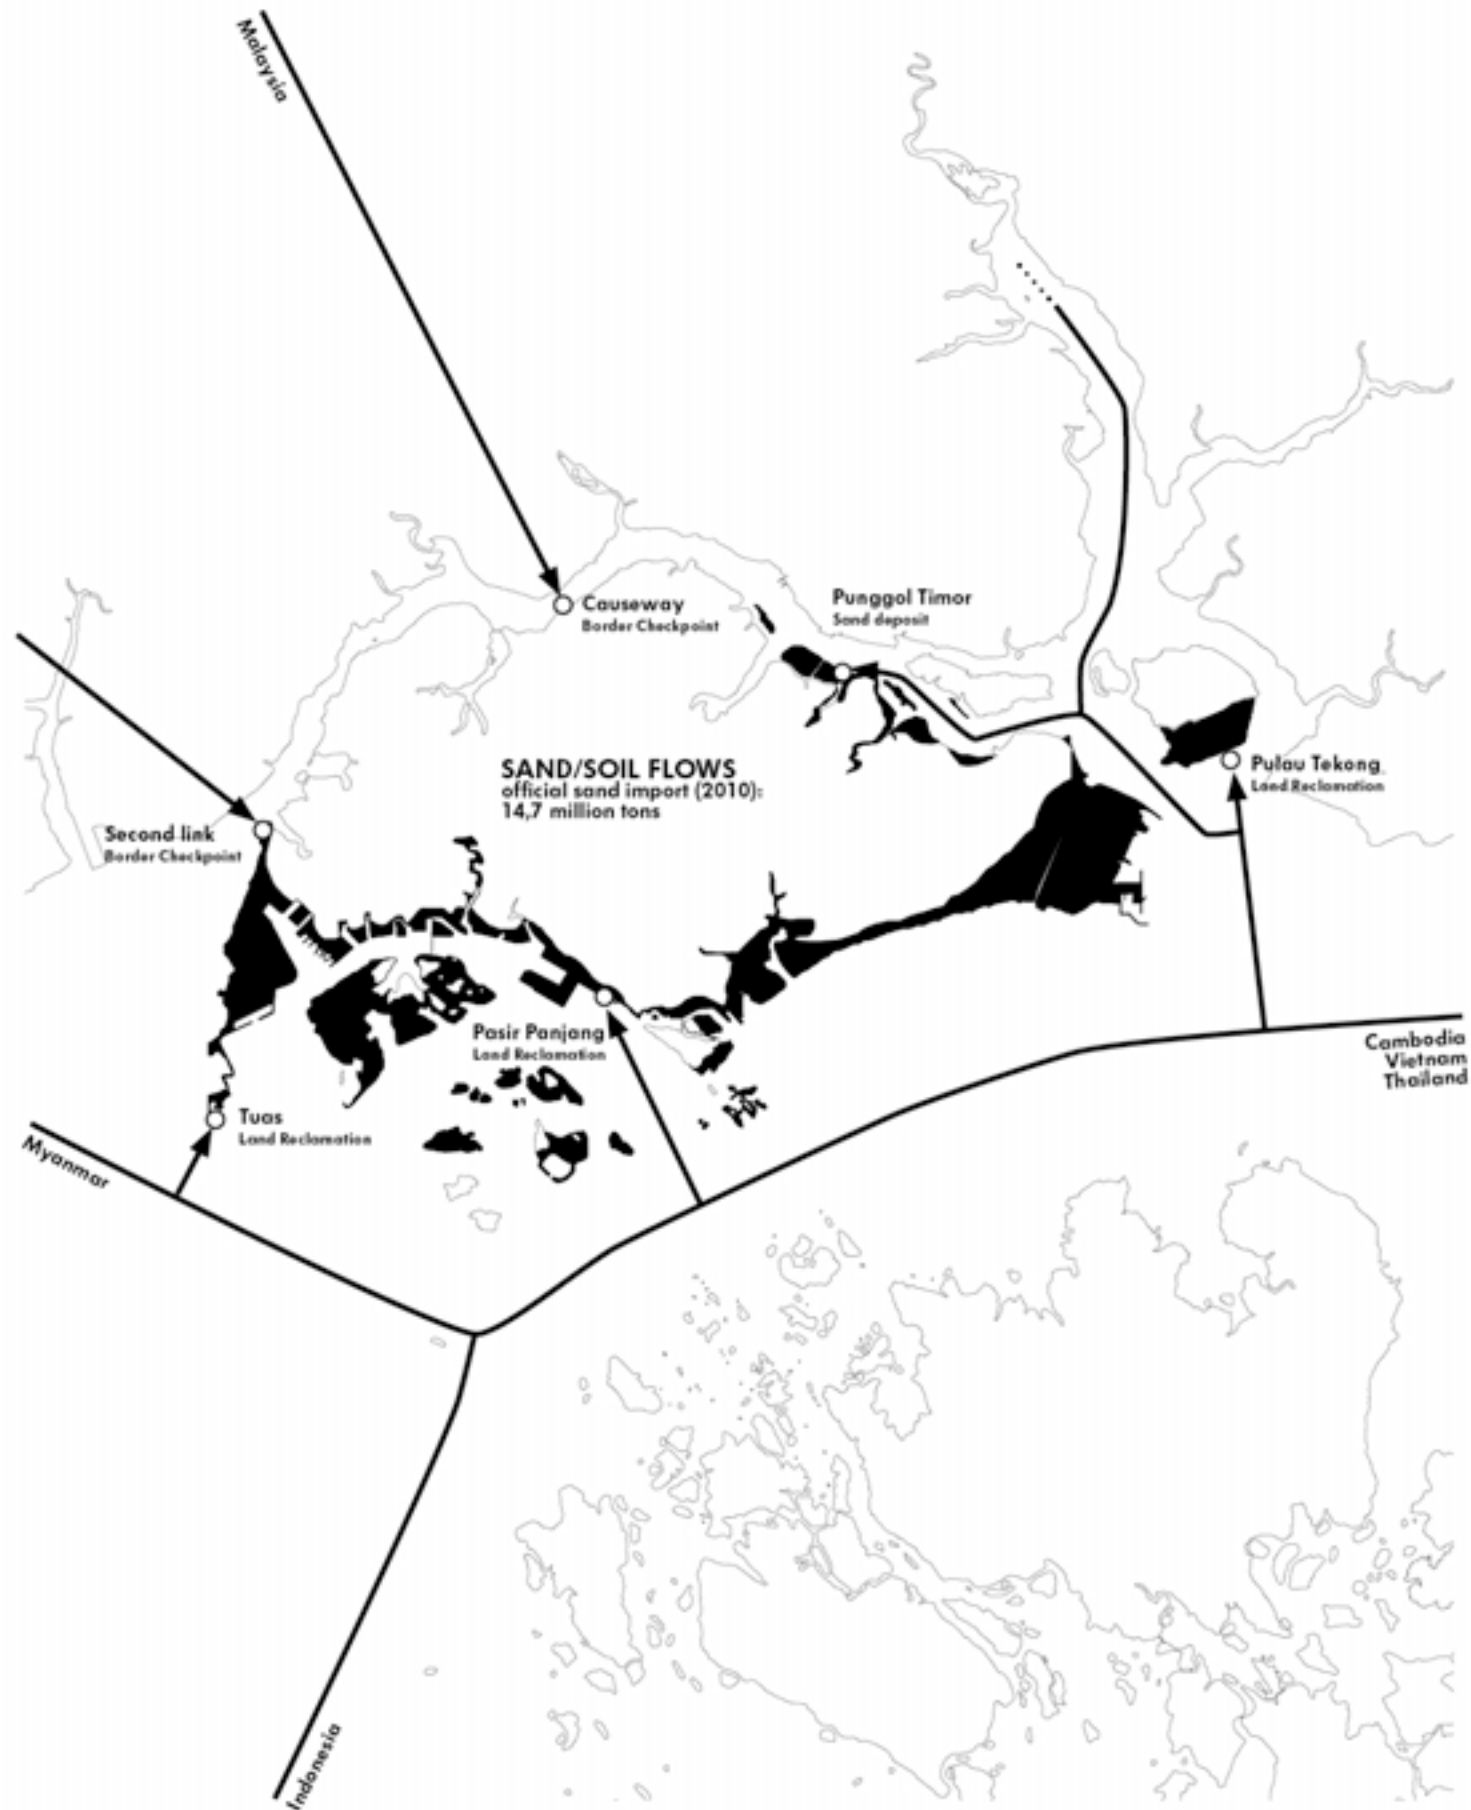 Malaysia
Causeway
Border Checkpoint
Punggol Timor
Sand deposit
SAND/SOIL FLOWS
official sand import (2010):
14,7 million tons
Pulau Tekong
Land Reclamation
Second link
Border Checkpoint
Pasir Panjang
Land Reclamation
Cambodia
Vietnam
Thailand
Tuas
Land Reclamation
Myanmar
Indonesia